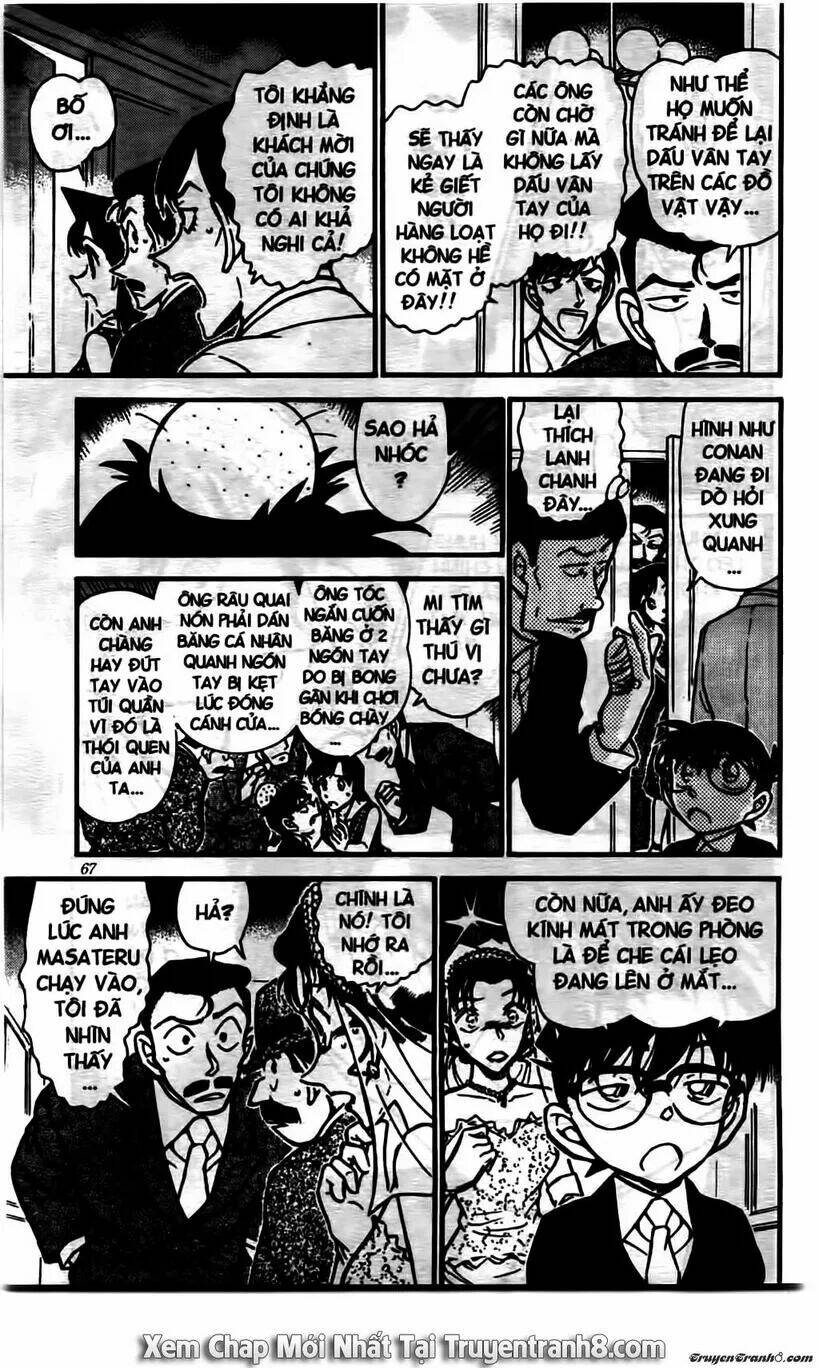 NHƯ THỂ
HỌ MUỐN
TRÁNH ĐỂ LẠI
DẤU VÂN TAY
TRÊN CÁC ĐỒ
VẬT VẬY...
CÁC ÔNG
CÒN CHỜ
GÌ NỮA MÀ
KHÔNG LẤY
DẤU VÂN
TAY CỦA
HỌ ĐI!!
SẼ THẤY
NGAY LÀ
KẺ GIẾT
NGƯỜI
HÀNG LOẠT
KHÔNG HỀ
CÓ MẶT Ở
ĐÂY!!
TÔI KHẲNG
ĐỊNH LÀ
KHÁCH MỜI
CỦA CHÚNG
TÔI KHÔNG
CÓ AI KHẢ
NGHI CẢ!
BỐ
ƠI...
HÌNH NHƯ
CONAN
ĐANG ĐI
DÒ HỎI
XUNG
QUANH
...
LẠI
THÍCH
LANH
CHANH
ĐÂY...
SAO HẢ
NHÓC
?
MI TÌM
THẤY GÌ
THÚ VỊ
CHƯA?
ÔNG TÓC
NGẮN CUỐN
BĂNG Ở 2
NGÓN TAY
DO BỊ BONG
GÂN KHI CHƠI
BÓNG CHÀY
...
ÔNG RÂU QUAI
NÓN PHẢI DÁN
BĂNG CÁ NHÂN
QUANH NGÓN
TAY BỊ KẸT
LÚC ĐÓNG
CÁNH CỬA...
CÒN ANH
CHÀNG
HAY ĐÚT
TAY VÀO
TÚI QUẦN
VÌ ĐÓ LÀ
THÓI QUEN
CỦA ANH
TA...
67
CÒN NỮA, ANH ẤY ĐEO
KÍNH MÁT TRONG PHÒNG
LÀ ĐỂ CHE CÁI LẸO
ĐANG LÊN Ở MẮT...
CHÍNH LÀ
NÓ! TÔI
NHỚ RA
RỒI...
HẢ?
ĐÚNG
LÚC ANH
MASATERU
CHẠY VÀO,
TÔI ĐÃ
NHÌN
THẤY
...
Xem Chap Mới Nhất Tại Truyentranh8.com
TruyenTranh8.com